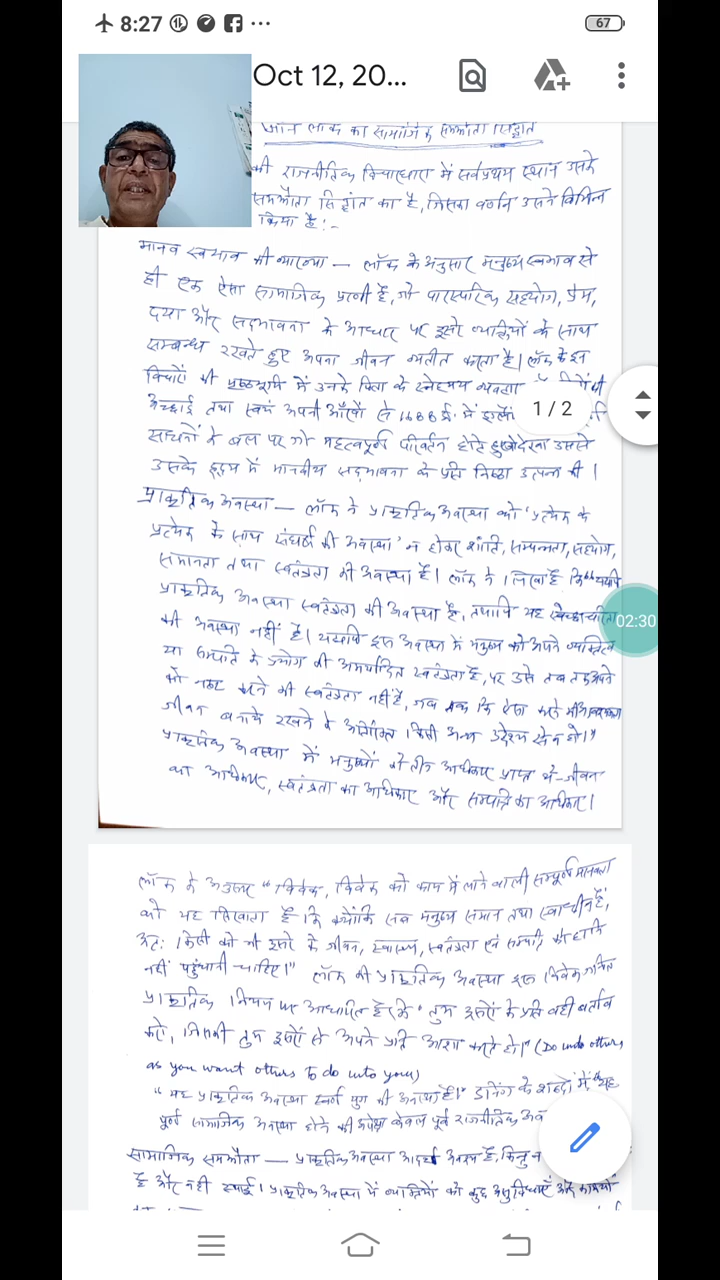 8:27
67
Oct 12, 20...
जॉन लॉक का सामाजिक समझौता सिद्धांत
की राजनीतिक विचारधारा में सर्वप्रथम स्थान उसके
समझौता सिद्धांत का है, जिसका वर्णन उसने विभिन्न
किया है:-
मानव स्वभाव की व्याख्या — लॉक के अनुसार मनुष्य स्वभाव से
ही एक ऐसा सामाजिक प्राणी है, जो पारस्परिक सहयोग, प्रेम,
दया और सद्भावना के आधार पर दूसरे व्यक्तियों के साथ
सम्बन्ध रखते हुए अपना जीवन व्यतीत करता है। लॉक के इन
विचारों की पृष्ठभूमि में उनके पिता के स्नेहमय व्यवहार
अच्छाई तथा स्वयं अपनी आँखों से 1688 ई. में
1 / 2
साधनों के बल पर जो महत्वपूर्ण परिवर्तन होते हुए देखा उससे
उसके हृदय में मानवीय सद्भावना के प्रति निष्ठा उत्पन्न की।
प्राकृतिक अवस्था — लॉक ने प्राकृतिक अवस्था को 'प्रत्येक के
प्रत्येक के साथ संघर्ष की अवस्था' न होकर शांति, सम्पन्नता, सहयोग,
समानता तथा स्वतंत्रता की अवस्था है। लॉक ने लिखा है कि "यद्यपि
प्राकृतिक अवस्था स्वतंत्रता की अवस्था है, तथापि यह स्वेच्छाचारिता
02:30
की अवस्था नहीं है। यद्यपि इस अवस्था में मनुष्य को अपने व्यक्तित्व
या सम्पत्ति के प्रयोग की अमर्यादित स्वतंत्रता है, पर उसे तब तक अपने
को नष्ट करने की स्वतंत्रता नहीं है, जब तक कि ऐसा करने की आवश्यकता
जीवन बनाये रखने के अतिरिक्त किसी अन्य उद्देश्य से न हो।"
प्राकृतिक अवस्था में मनुष्यों को तीन अधिकार प्राप्त थे-जीवन
का अधिकार, स्वतंत्रता का अधिकार और सम्पत्ति का अधिकार।
लॉक के अनुसार "विवेक, विवेक को काम में लाने वाली सम्पूर्ण मानवता
को यह सिखाता है कि क्योंकि सब मनुष्य समान तथा स्वाधीन हैं,
अतः किसी को भी दूसरे के जीवन, स्वास्थ्य, स्वतंत्रता एवं सम्पत्ति को हानि
नहीं पहुंचानी चाहिए।" लॉक की प्राकृतिक अवस्था इस विवेक जनित
प्राकृतिक नियम पर आधारित है कि "तुम दूसरों के प्रति वही बर्ताव
करो, जिसकी तुम दूसरों से अपने प्रति आशा करते हो।" (Do undo others
as you want others to do unto you)
"यह प्राकृतिक अवस्था स्वर्ण युग की अवस्था है।" डनिंग के शब्दों में, "यह
पूर्ण सामाजिक अवस्था होने की अपेक्षा केवल पूर्व राजनीतिक
सामाजिक समझौता — प्राकृतिक अवस्था आदर्श अवश्य है, किन्तु
है और नही स्थाई। प्राकृतिक अवस्था में व्यक्तियों को कुछ असुविधाएँ और